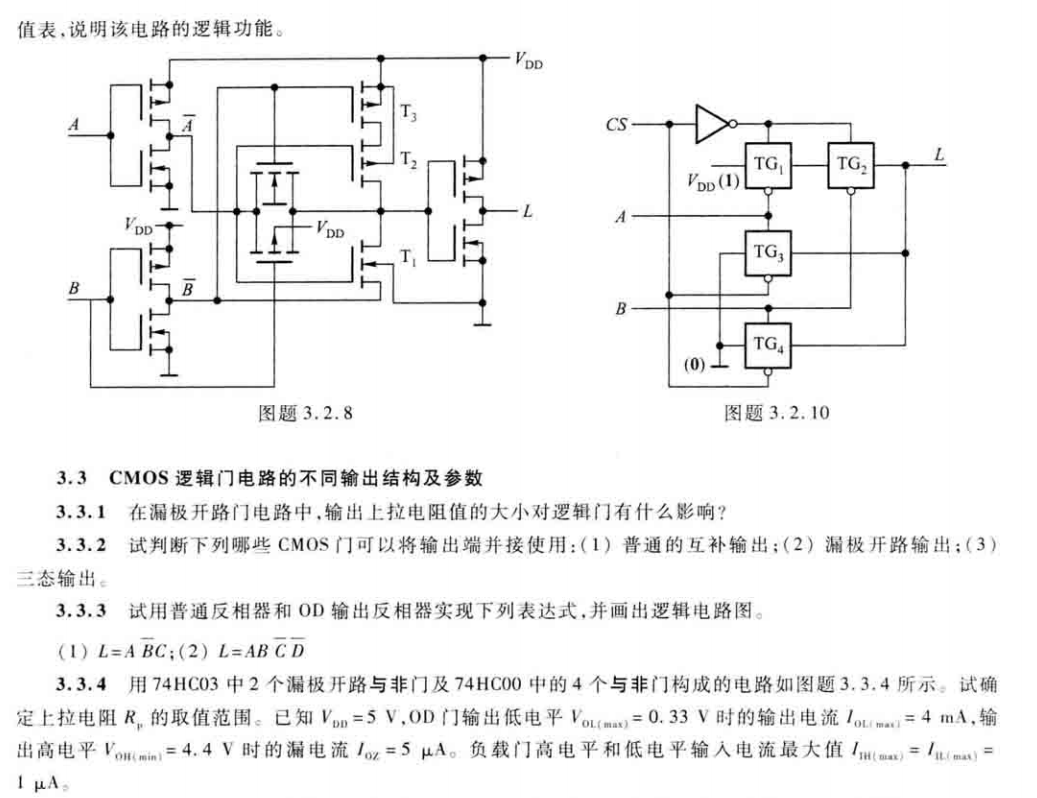 值表,说明该电路的逻辑功能。
V_DD
A
A̅
T₃
T₂
V_DD
V_DD
L
T₁
B
B̅
图题 3.2.8
CS
TG₁
TG₂
L
V_DD (1)
A
TG₃
B
TG₄
(0)
图题 3.2.10
3.3 CMOS 逻辑门电路的不同输出结构及参数
3.3.1 在漏极开路门电路中,输出上拉电阻值的大小对逻辑门有什么影响?
3.3.2 试判断下列哪些 CMOS 门可以将输出端并接使用:(1) 普通的互补输出;(2) 漏极开路输出;(3)
三态输出。
3.3.3 试用普通反相器和 OD 输出反相器实现下列表达式,并画出逻辑电路图。
(1) L=A B̅C;(2) L=AB C̅ D̅
3.3.4 用 74HC03 中 2 个漏极开路与非门及 74HC00 中的 4 个与非门构成的电路如图题 3.3.4 所示。试确
定上拉电阻 R_p 的取值范围。已知 V_DD=5 V,OD 门输出低电平 V_OL(max)=0.33 V 时的输出电流 I_OL(max)=4 mA,输
出高电平 V_OH(min)=4.4 V 时的漏电流 I_OZ=5 μA。负载门高电平和低电平输入电流最大值 I_IH(max)=I_IL(max)=
1 μA。